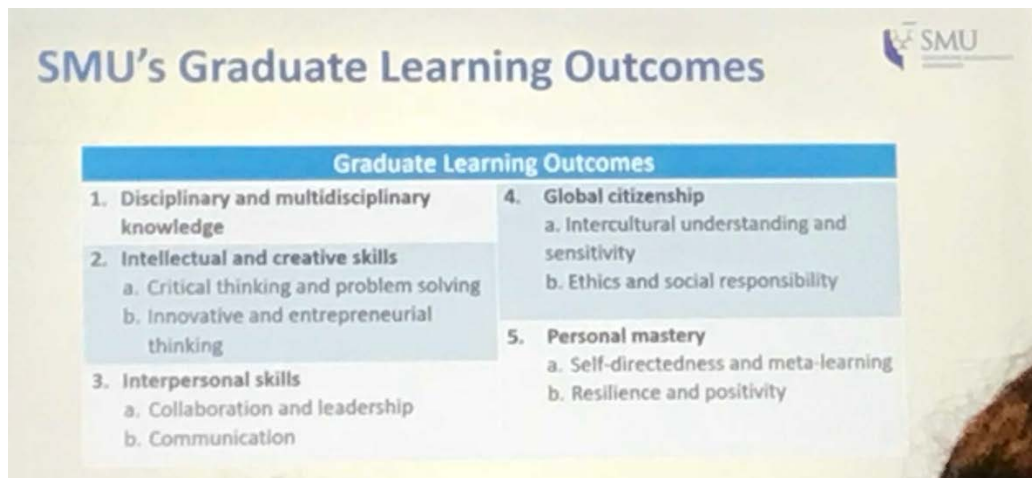 SMU's Graduate Learning Outcomes
SMU
Graduate Learning Outcomes
1. Disciplinary and multidisciplinary
knowledge
2. Intellectual and creative skills
a. Critical thinking and problem solving
b. Innovative and entrepreneurial
thinking
3. Interpersonal skills
a. Collaboration and leadership
b. Communication
4. Global citizenship
a. Intercultural understanding and
sensitivity
b. Ethics and social responsibility
5. Personal mastery
a. Self-directedness and meta-learning
b. Resilience and positivity